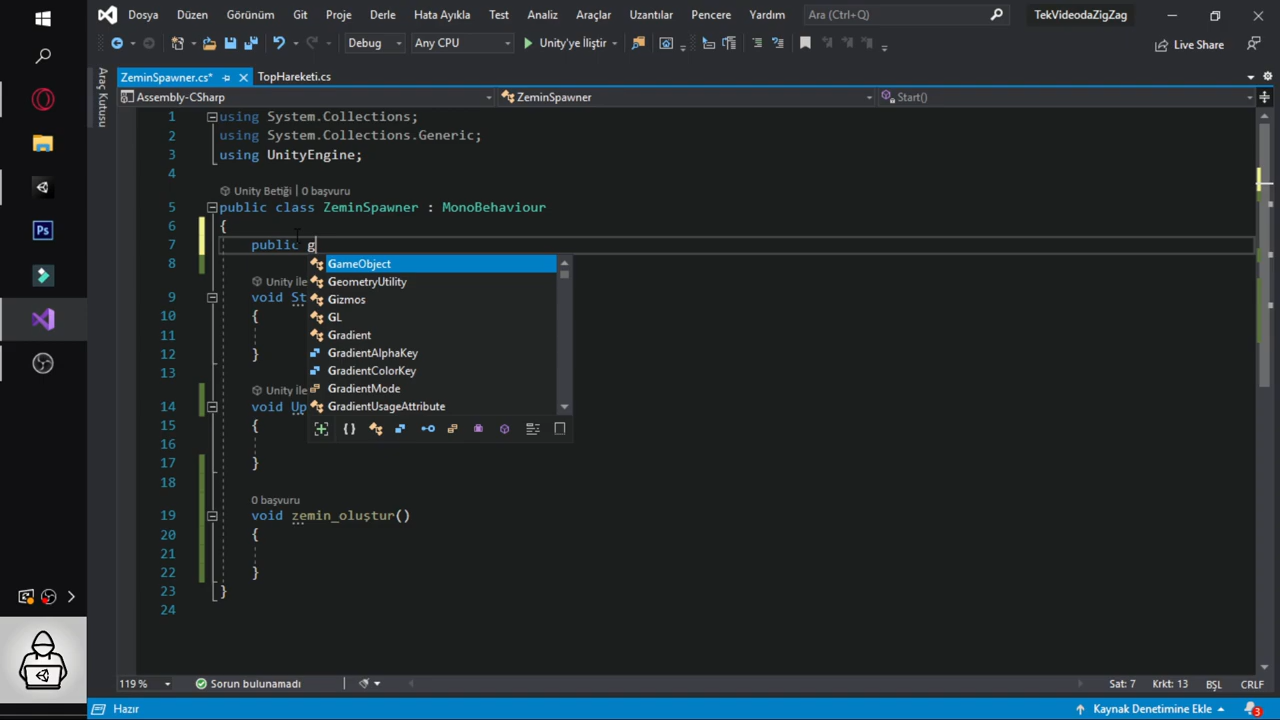 Dosya Düzen Görünüm Git Proje Derle Hata Ayıkla Test Analiz Araçlar Uzantılar Pencere Yardım Ara (Ctrl+Q) TekVideodaZigZag
Debug Any CPU Unity'ye İliştir Live Share
ZeminSpawner.cs* TopHareketi.cs
Araç Kutusu
Assembly-CSharp ZeminSpawner Start()
1 using System.Collections;
2 using System.Collections.Generic;
3 using UnityEngine;
4
Unity Betiği | 0 başvuru
5 public class ZeminSpawner : MonoBehaviour
6 {
7 public g
8
GameObject
GeometryUtility
Gizmos
GL
Gradient
GradientAlphaKey
GradientColorKey
GradientMode
GradientUsageAttribute
Unity İle
9 void St
10 {
11
12 }
13
Unity İle
14 void Up
15 {
16
17 }
18
0 başvuru
19 void zemin_oluştur()
20 {
21
22 }
23 }
24
Ps
119 % Sorun bulunamadı Sat: 7 Krkt: 13 BŞL CRLF
Hazır Kaynak Denetimine Ekle 3